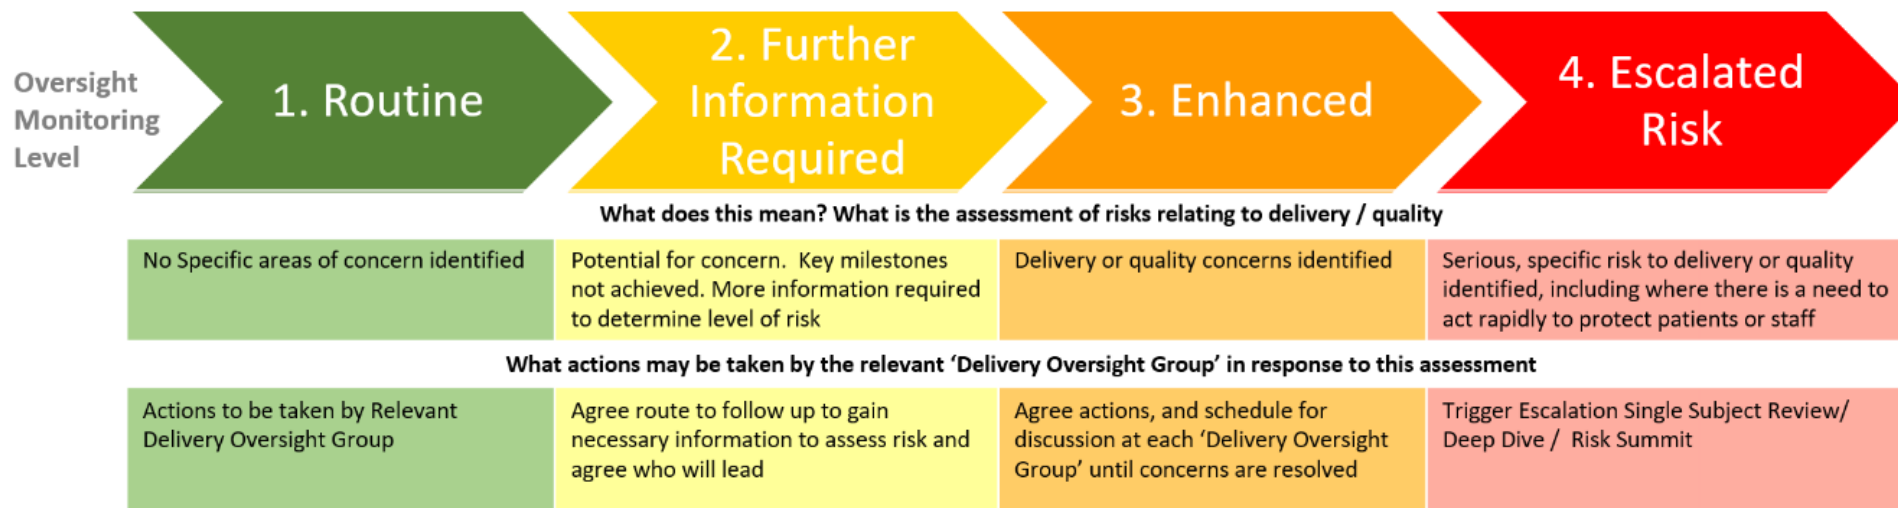 Oversight
Monitoring
Level
1. Routine
2. Further
Information
Required
3. Enhanced
4. Escalated
Risk
What does this mean? What is the assessment of risks relating to delivery / quality
No Specific areas of concern identified
Potential for concern.  Key milestones
not achieved. More information required
to determine level of risk
Delivery or quality concerns identified
Serious, specific risk to delivery or quality
identified, including where there is a need to
act rapidly to protect patients or staff
What actions may be taken by the relevant ‘Delivery Oversight Group’ in response to this assessment
Actions to be taken by Relevant
Delivery Oversight Group
Agree route to follow up to gain
necessary information to assess risk and
agree who will lead
Agree actions, and schedule for
discussion at each ‘Delivery Oversight
Group’ until concerns are resolved
Trigger Escalation Single Subject Review/
Deep Dive /  Risk Summit